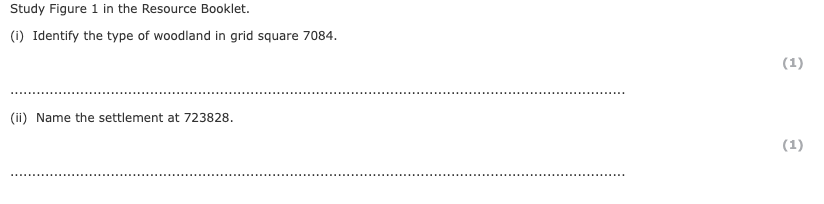 Study Figure 1 in the Resource Booklet.
(i) Identify the type of woodland in grid square 7084.
(1)
....................................................................................................................................................
(ii) Name the settlement at 723828.
(1)
....................................................................................................................................................